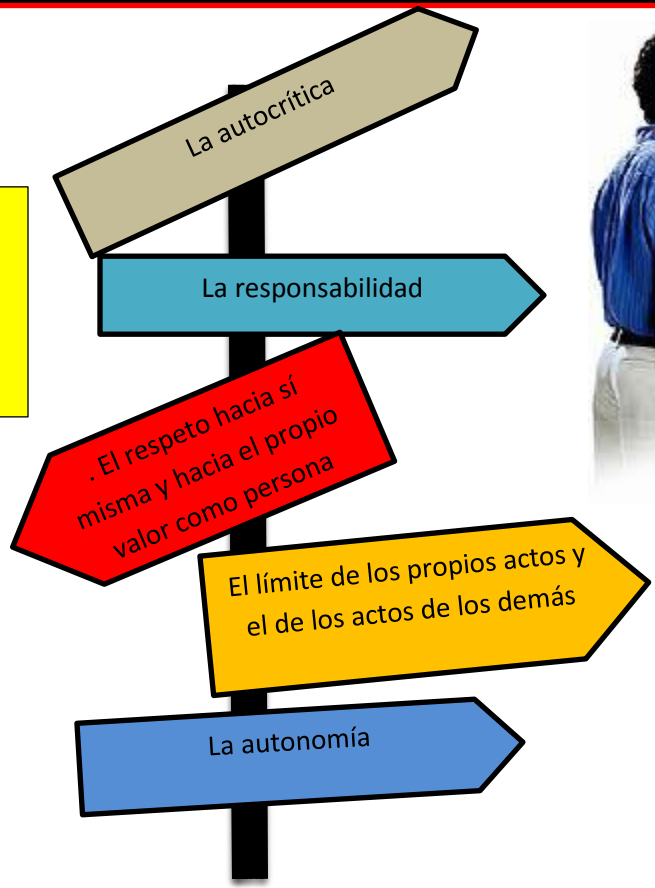 La autocrítica
La responsabilidad
. El respeto hacia sí
misma y hacia el propio
valor como persona
El límite de los propios actos y
el de los actos de los demás
La autonomía